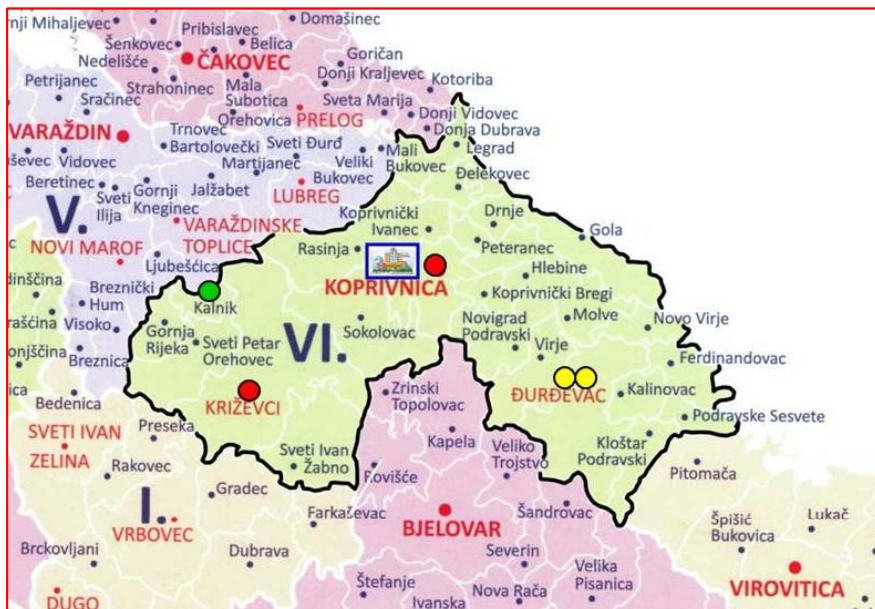 rnji Mihaljevec
Pribislavec
Domašinec
Šenkovec
Belica
Nedelišće
ČAKOVEC
Goričan
Petrijanec
Strahoninec
Mala
Subotica
Donji Kraljevec
Kotoriba
Sračinec
Orehovica
PRELOG
Sveta Marija
Donji Vidovec
VARAŽDIN
Trnovec
Bartolovečki
Sveti Đurđ
Donja Dubrava
Legrad
Vidovec
Martijanec
Veliki
Bukovec
Mali
Bukovec
Beretinec
Sveti
Ilija
Gornji
Kneginec
Jalžabet
LUBREG
Đelekovec
V.
VARAŽDINSKE
TOPLICE
Koprivnički
Ivanec
Drnje
Gola
NOVI MAROF
Rasinja
Peteranec
Ljubešćica
Hlebine
Breznički
Hum
Kalnik
KOPRIVNICA
Koprivnički Bregi
Visoko
Gornja
Rijeka
VI.
Sokolovac
Novigrad
Podravski
Molve
Novo Virje
Breznica
Sveti Petar
Orehovec
Virje
Ferdinandovac
Bedenica
KRIŽEVCI
Zrinski
Topolovac
ĐURĐEVAC
Kalinovac
Podravske Sesvete
SVETI IVAN
ZELINA
Preseka
Kapela
Veliko
Trojstvo
Kloštar
Podravski
Rakovec
Sveti Ivan
Žabno
Rovišće
Pitomača
I.
Gradec
VRBOVEC
Farkaševac
BJELOVAR
Šandrovac
Špišić
Bukovica
Lukač
Brckovljani
Dubrava
Severin
VIROVITICA
Velika
Pisanica
DUGO
Štefanje
Ivanska
Nova Rača